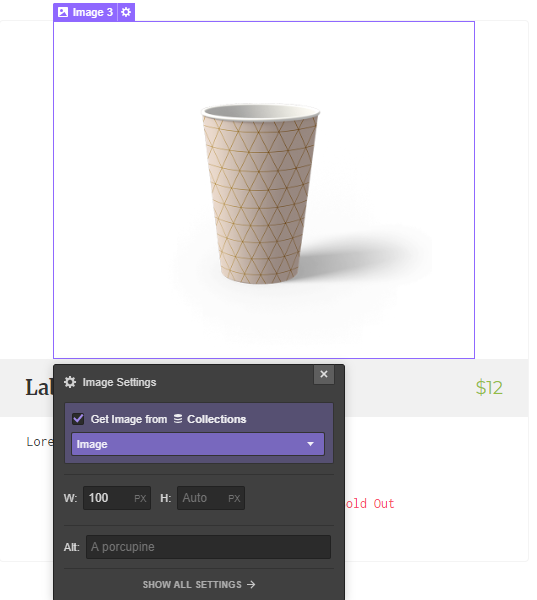 Image 3
Image Settings
Get Image from Collections
Image
W: 100 PX H: Auto PX
Alt: A porcupine
SHOW ALL SETTINGS
Lal
$12
Lore
old Out